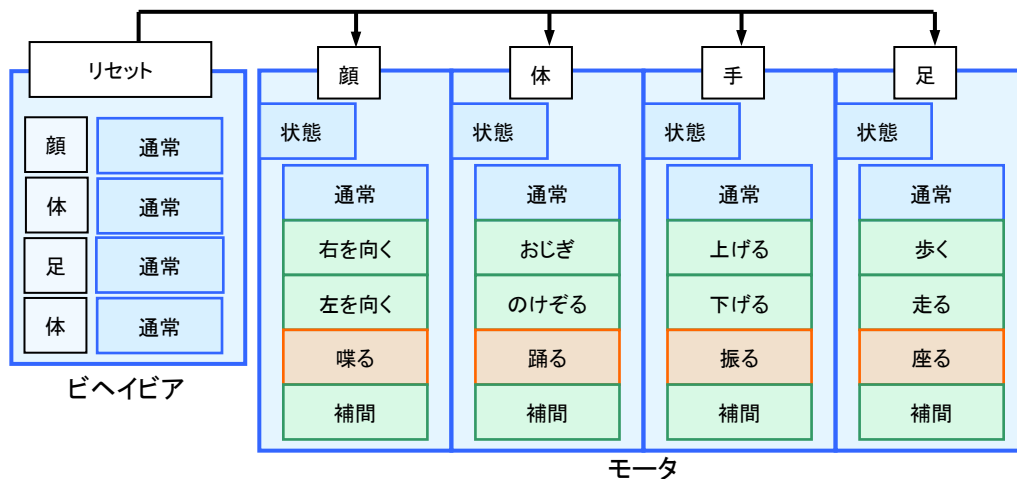 リセット
顔
通常
体
通常
足
通常
体
通常
ビヘイビア
顔
状態
通常
右を向く
左を向く
喋る
補間
体
状態
通常
おじぎ
のけぞる
踊る
補間
手
状態
通常
上げる
下げる
振る
補間
足
状態
通常
歩く
走る
座る
補間
モータ